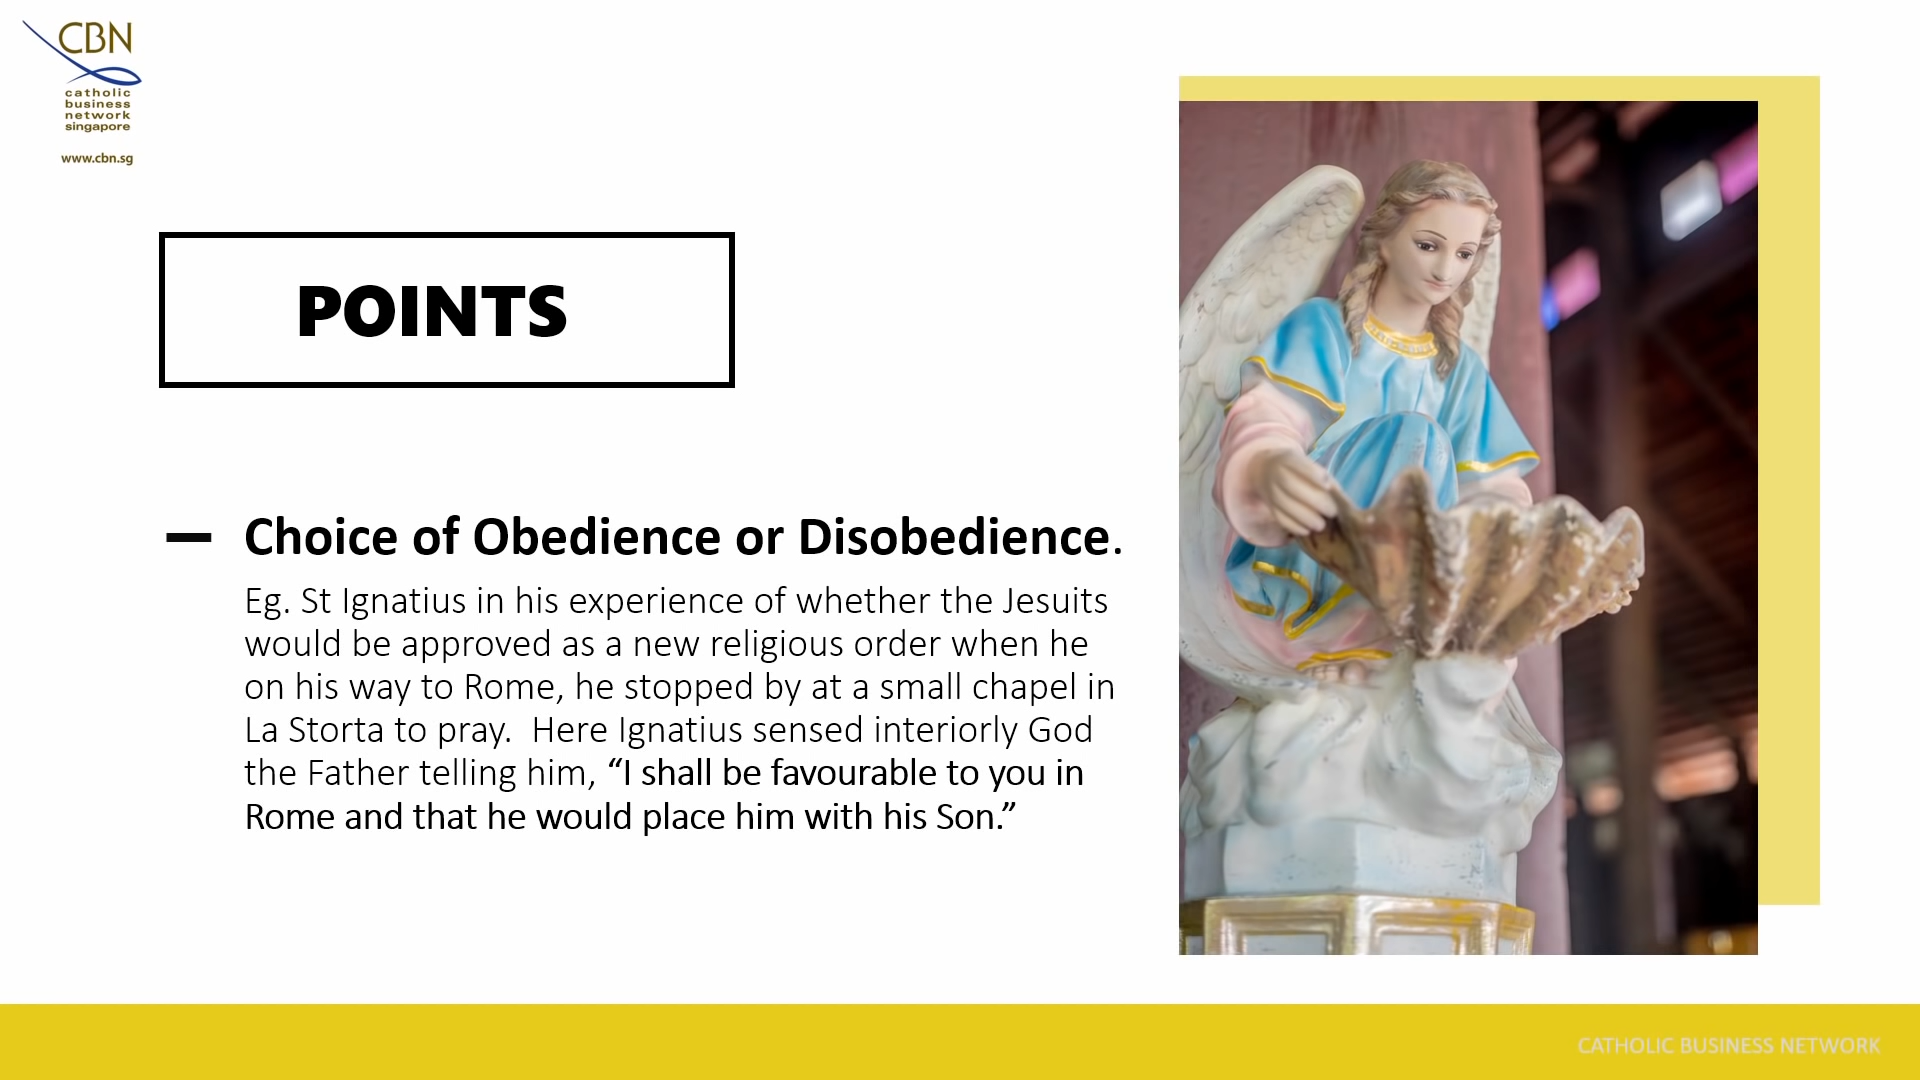 CBN
catholic
business
network
singapore
www.cbn.sg
POINTS
– Choice of Obedience or Disobedience.
Eg. St Ignatius in his experience of whether the Jesuits
would be approved as a new religious order when he
on his way to Rome, he stopped by at a small chapel in
La Storta to pray.  Here Ignatius sensed interiorly God
the Father telling him, “I shall be favourable to you in
Rome and that he would place him with his Son.”
CATHOLIC BUSINESS NETWORK